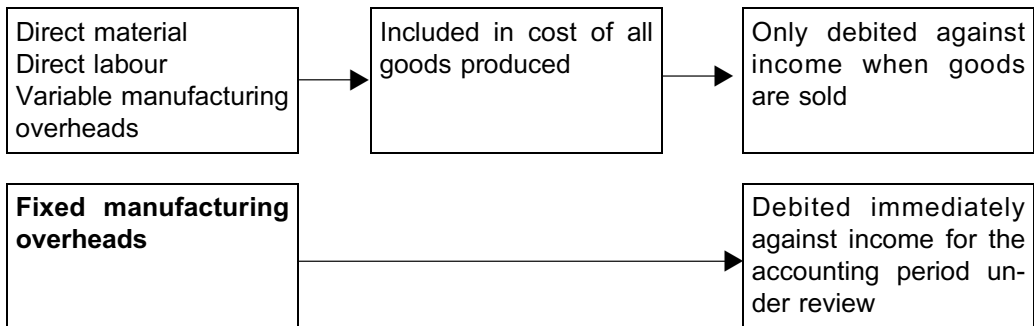 Direct material
Direct labour
Variable manufacturing
overheads
Included in cost of all
goods produced
Only debited against
income when goods
are sold
Fixed manufacturing
overheads
Debited immediately
against income for the
accounting period un-
der review